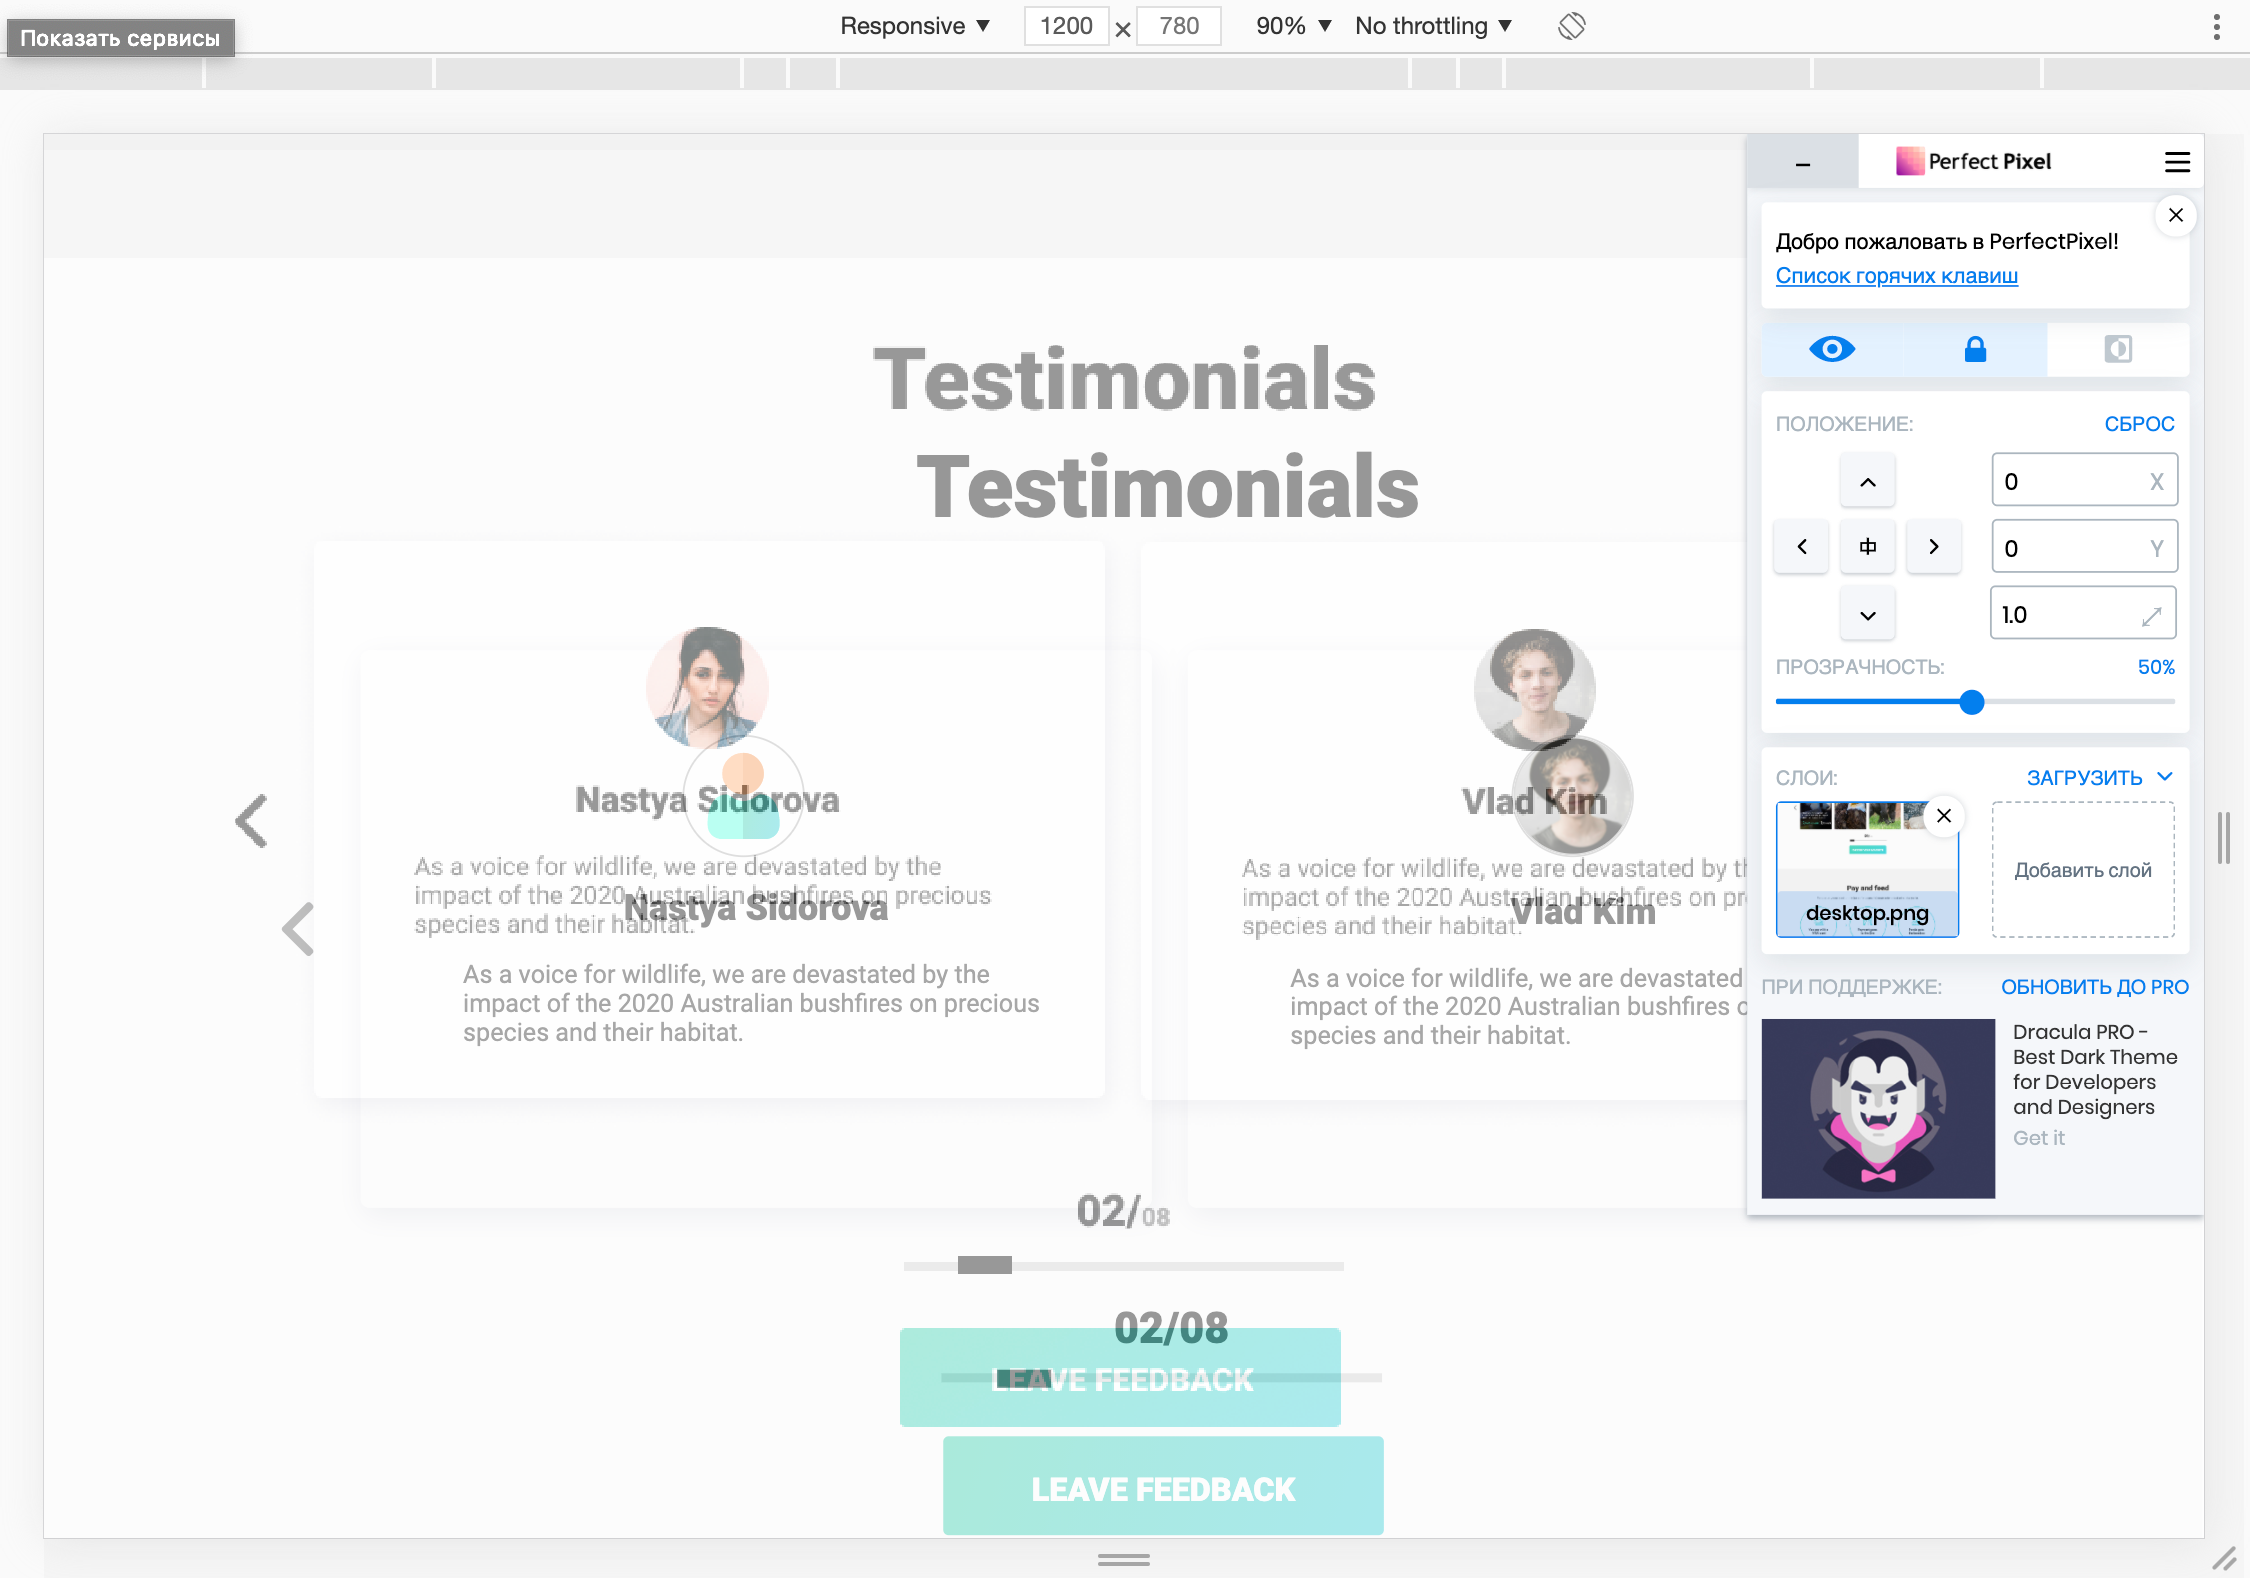 Показать сервисы
Responsive ▼ 1200 × 780 90% ▼ No throttling ▼
Perfect Pixel
Добро пожаловать в PerfectPixel!
Список горячих клавиш
ПОЛОЖЕНИЕ: СБРОС
0 X
0 Y
1.0
ПРОЗРАЧНОСТЬ: 50%
СЛОИ: ЗАГРУЗИТЬ
Pay and feed
desktop.png
Добавить слой
ПРИ ПОДДЕРЖКЕ: ОБНОВИТЬ ДО PRO
Dracula PRO -
Best Dark Theme
for Developers
and Designers
Get it
Testimonials
Testimonials
Nastya Sidorova
As a voice for wildlife, we are devastated by the
impact of the 2020 Australian bushfires on precious
species and their habitat.
Nastya Sidorova
As a voice for wildlife, we are devastated by the
impact of the 2020 Australian bushfires on precious
species and their habitat.
Vlad Kim
As a voice for wildlife, we are devastated by th
impact of the 2020 Australian bushfires on pr
species and their habitat.
Vlad Kim
As a voice for wildlife, we are devastated
impact of the 2020 Australian bushfires
species and their habitat.
02/08
02/08
LEAVE FEEDBACK
LEAVE FEEDBACK